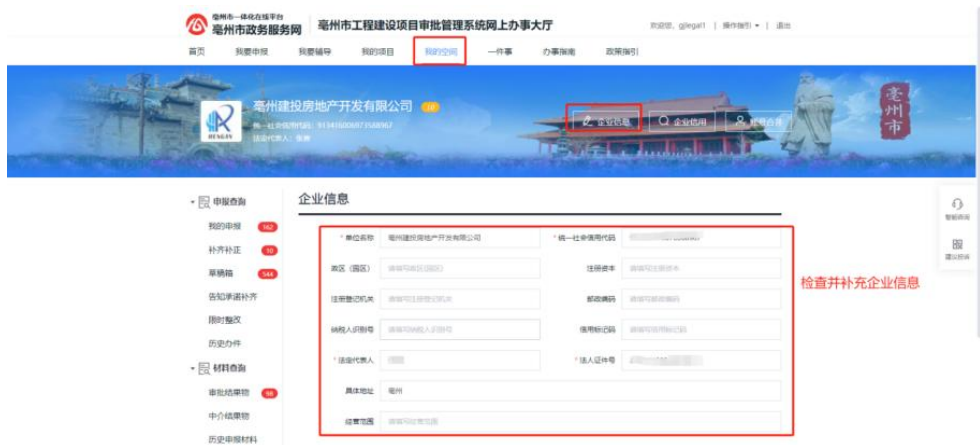 亳州市一体化在线平台
亳州市政务服务网 亳州市工程建设项目审批管理系统网上办事大厅 欢迎您, gjlegal1 | 操作指引 | 退出
首页 我要申报 我要辅导 我的项目 我的空间 一件事 办事指南 政策指引
亳州建投房地产开发有限公司
统一社会信用代码:
法定代表人:
企业信息 企业信用
亳州市
申报查询
我的申报
补齐补正
草稿箱 544
告知承诺补齐
限时整改
历史办件
材料查询
审批结果物
中介结果物
历史申报材料
企业信息
*单位名称 亳州建投房地产开发有限公司 *统一社会信用代码
政区(园区) 请填写政区(园区) 注册资本 请填写注册资本
注册登记机关 请填写注册登记机关 邮政编码 请填写邮政编码
纳税人识别号 请填写纳税人识别号 信用标记码 请填写信用标记码
*法定代表人 *法人证件号
具体地址 亳州
经营范围 请填写经营范围
检查并补充企业信息
智能咨询
建议投诉